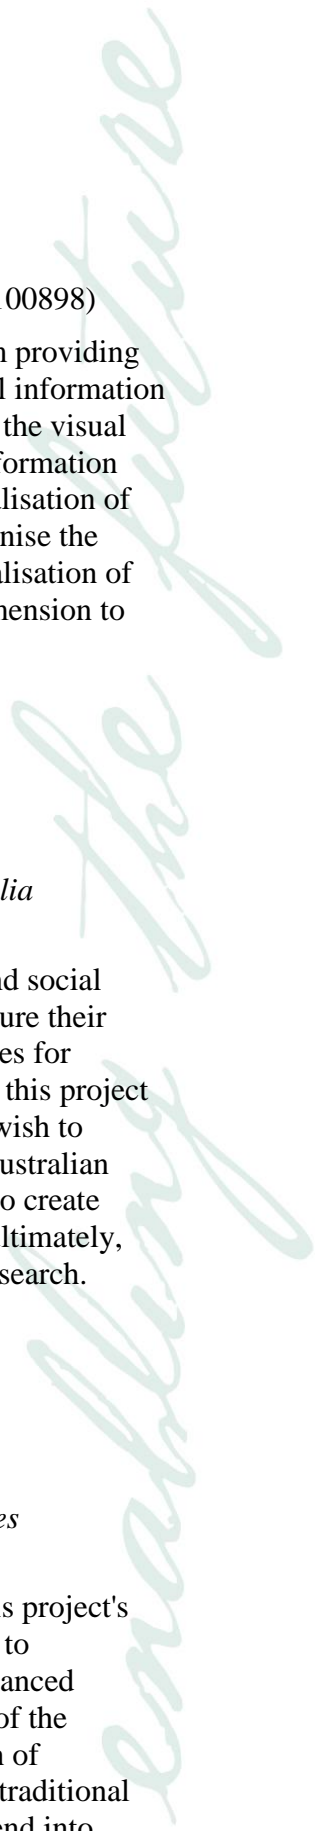 00898)
providing
information
the visual
formation
lisation of
nise the
alisation of
hension to
lia
nd social
ure their
es for
this project
wish to
ustralian
o create
ltimately,
search.
es
s project's
to
anced
of the
of
traditional
end into
enabling the future